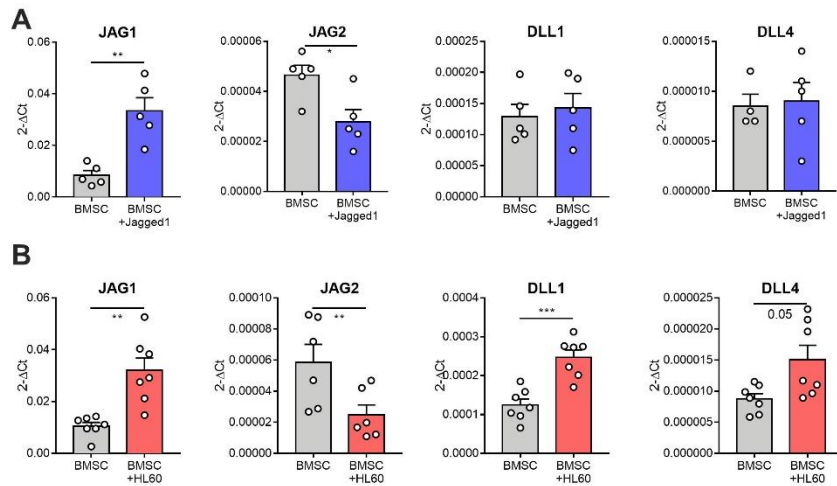 A
JAG1
JAG2
DLL1
DLL4
2-ΔCt
0.06
0.04
0.02
0.00
**
BMSC
BMSC
+Jagged1
2-ΔCt
0.00006
0.00004
0.00002
0.00000
*
BMSC
BMSC
+Jagged1
2-ΔCt
0.00025
0.00020
0.00015
0.00010
0.00005
0.00000
BMSC
BMSC
+Jagged1
2-ΔCt
0.000015
0.000010
0.000005
0.000000
BMSC
BMSC
+Jagged1
B
JAG1
JAG2
DLL1
DLL4
2-ΔCt
0.06
0.04
0.02
0.00
**
BMSC
BMSC
+HL60
2-ΔCt
0.00010
0.00008
0.00006
0.00004
0.00002
0.00000
**
BMSC
BMSC
+HL60
2-ΔCt
0.0004
0.0003
0.0002
0.0001
0.0000
***
BMSC
BMSC
+HL60
2-ΔCt
0.000025
0.000020
0.000015
0.000010
0.000005
0.000000
0.05
BMSC
BMSC
+HL60